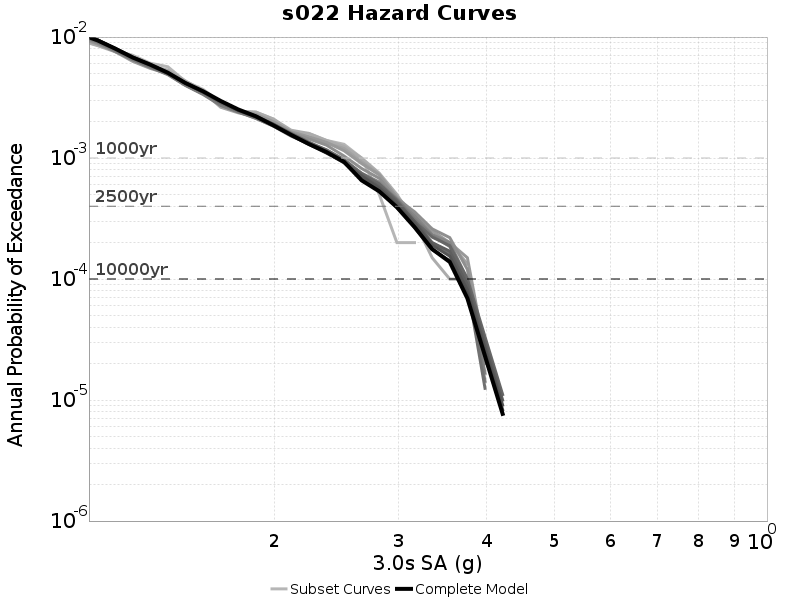 s022 Hazard Curves
Annual Probability of Exceedance
10^-2
10^-3
10^-4
10^-5
10^-6
1000yr
2500yr
10000yr
2 3 4 5 6 7 8 9 10^0
3.0s SA (g)
Subset Curves Complete Model